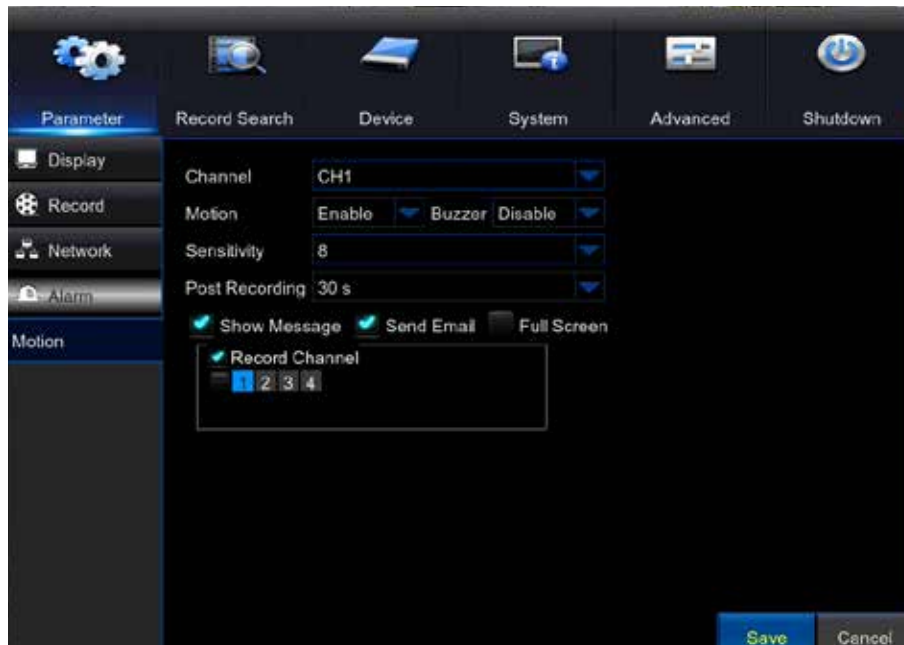 Parameter Record Search Device System Advanced Shutdown
Display
Record
Network
Alarm
Motion
Channel CH1
Motion Enable Buzzer Disable
Sensitivity 8
Post Recording 30 s
Show Message Send Email Full Screen
Record Channel
1 2 3 4
Save Cancel